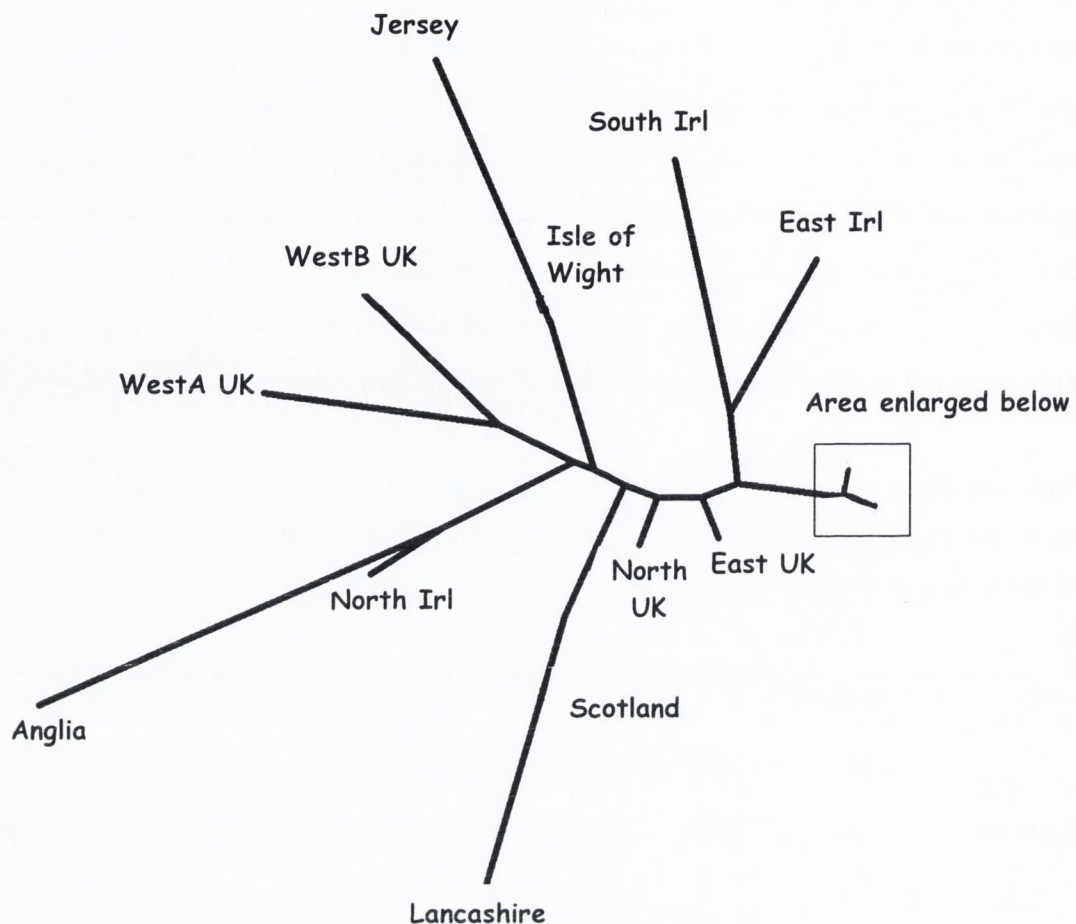 Jersey
South Irl
East Irl
Isle of
Wight
WestB UK
WestA UK
Area enlarged below
North
UK
East UK
North Irl
Scotland
Anglia
Lancashire